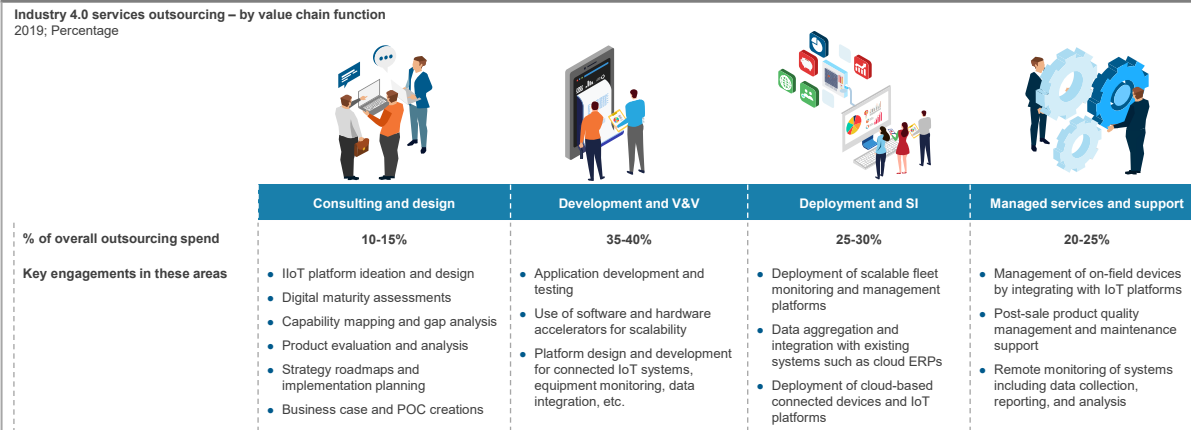 Industry 4.0 services outsourcing – by value chain function
2019; Percentage
Consulting and design
Development and V&V
Deployment and SI
Managed services and support
% of overall outsourcing spend
10-15%
35-40%
25-30%
20-25%
Key engagements in these areas
● IIoT platform ideation and design
● Digital maturity assessments
● Capability mapping and gap analysis
● Product evaluation and analysis
● Strategy roadmaps and
implementation planning
● Business case and POC creations
● Application development and
testing
● Use of software and hardware
accelerators for scalability
● Platform design and development
for connected IoT systems,
equipment monitoring, data
integration, etc.
● Deployment of scalable fleet
monitoring and management
platforms
● Data aggregation and
integration with existing
systems such as cloud ERPs
● Deployment of cloud-based
connected devices and IoT
platforms
● Management of on-field devices
by integrating with IoT platforms
● Post-sale product quality
management and maintenance
support
● Remote monitoring of systems
including data collection,
reporting, and analysis